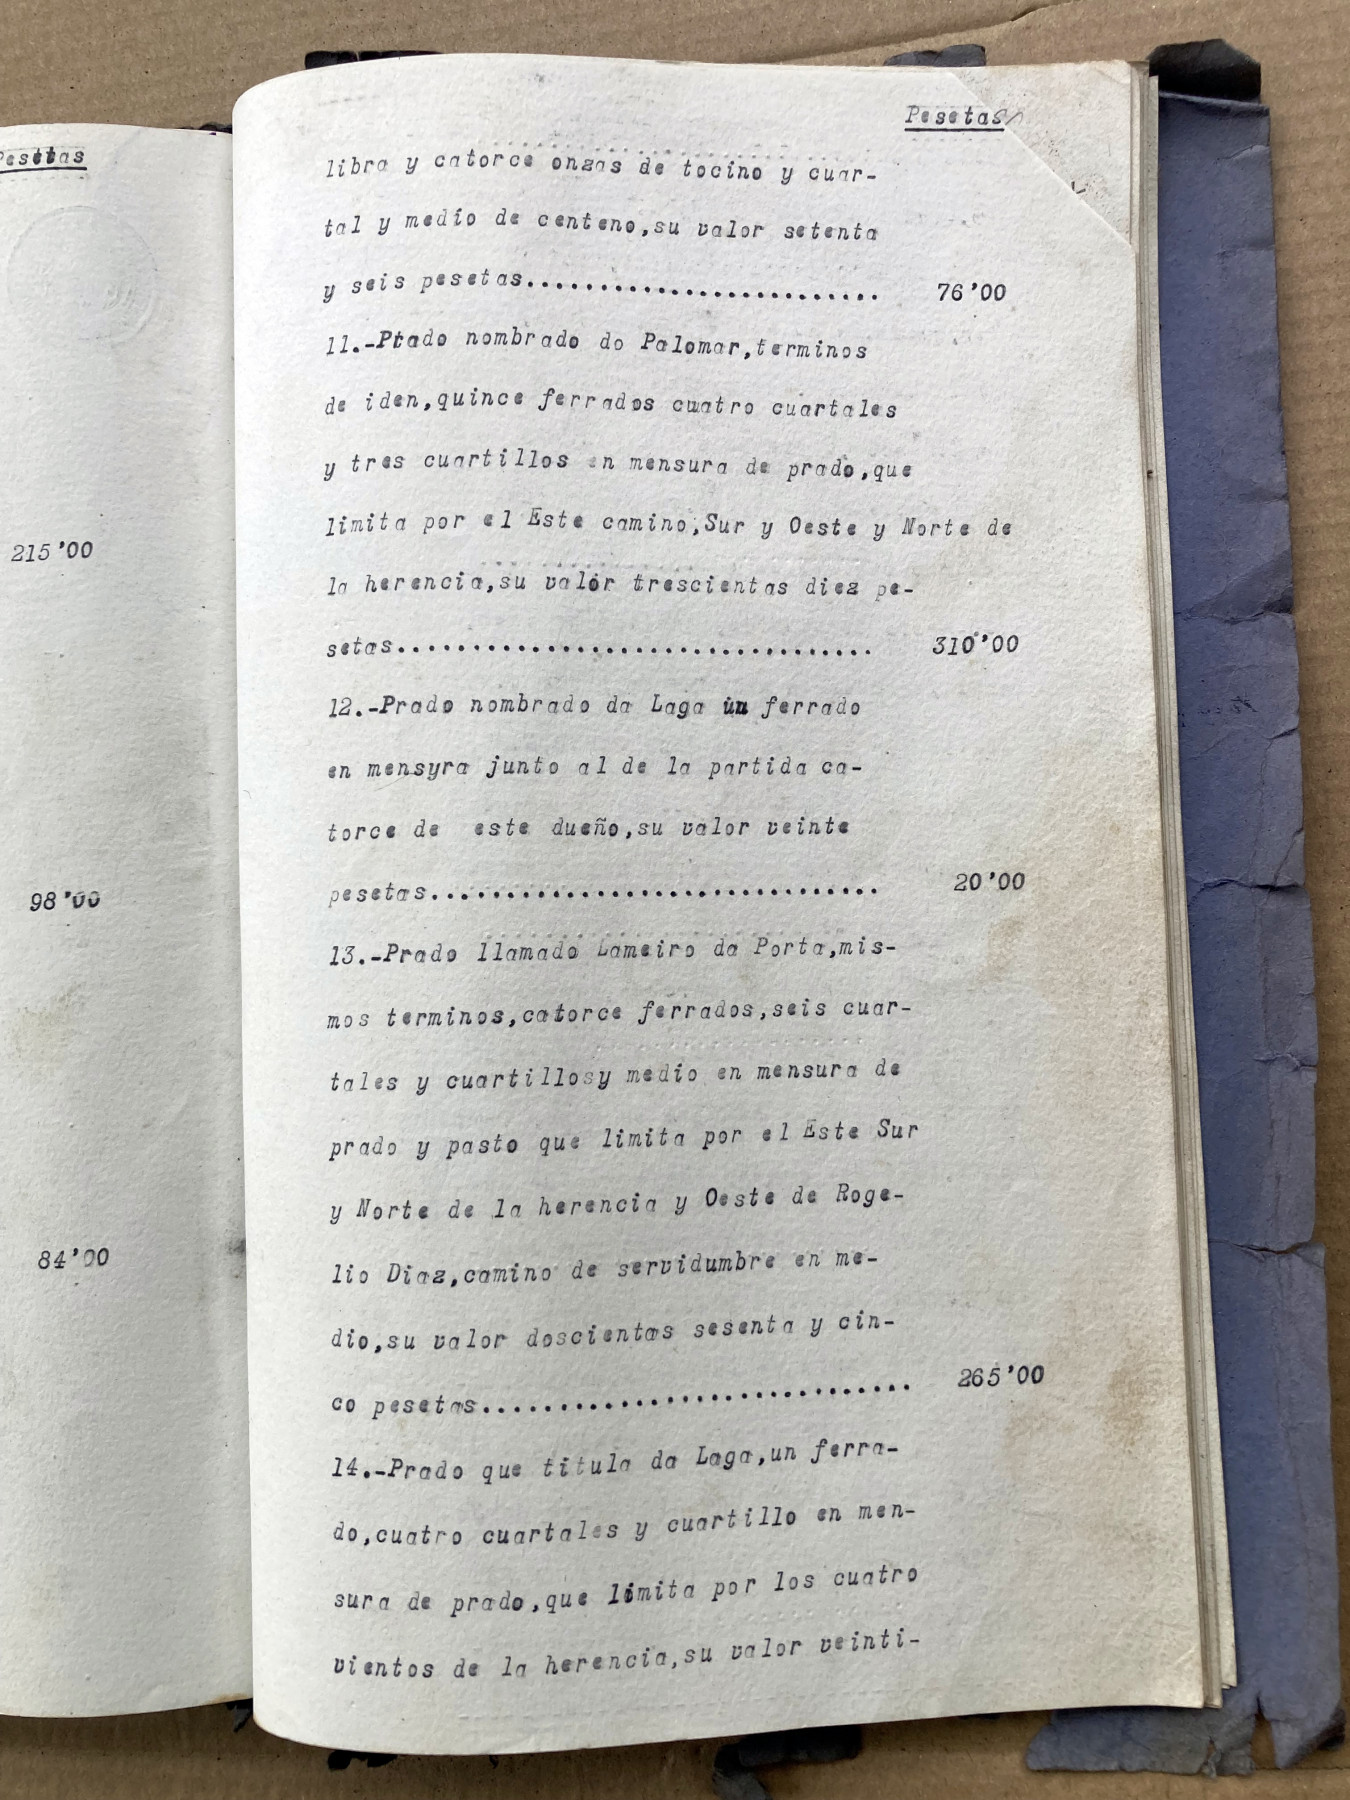 Pesetas
215'00
98'00
84'00
Pesetas
libra y catorce onzas de tocino y cuar-
tal y medio de centeno,su valor setenta
y seis pesetas........................ 76'00
11.-Ptado nombrado do Palomar,terminos
de iden,quince ferrados cuatro cuartales
y tres cuartillos en mensura de prado,que
limita por el Este camino,Sur y Oeste y Norte de
la herencia,su valor trescientas diez pe-
setas................................. 310'00
12.-Prado nombrado da Laga un ferrado
en mensyra junto al de la partida ca-
torce de este dueño,su valor veinte
pesetas............................... 20'00
13.-Prado llamado Lameiro da Porta,mis-
mos terminos,catorce ferrados,seis cuar-
tales y cuartillosy medio en mensura de
prado y pasto que limita por el Este Sur
y Norte de la herencia y Oeste de Roge-
lio Diaz,camino de servidumbre en me-
dio,su valor doscientas sesenta y cin-
co pesetas............................. 265'00
14.-Prado que titula da Laga,un ferra-
do,cuatro cuartales y cuartillo en men-
sura de prado,que limita por los cuatro
vientos de la herencia,su valor veinti-